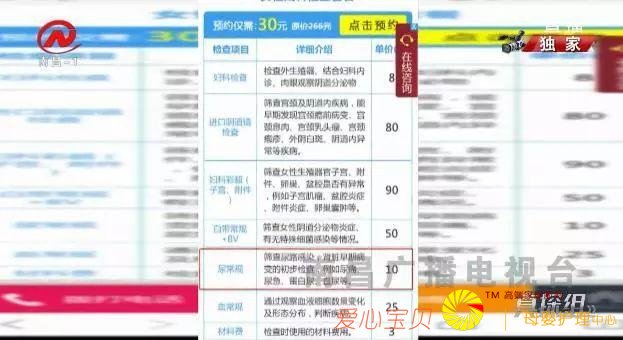 预约仅需:30元 原价266元 点击预约
检查项目 详细介绍 单价(
在线咨询
独家
南昌-1
妇科检查
检查外生殖器、结合妇科内
诊、肉眼观察阴道分泌物
8
进口阴道镜
检查
筛查宫颈及阴道内疾病,能
早期发现宫颈癌前病变、宫
颈息肉、宫颈乳头瘤、宫颈
疱疹、外阴白斑、阴道内异
常等疾病。
80
妇科彩超(
子宫、附件)
筛查女性生殖器官子宫、附
件、卵巢、盆腔是否有异常
,例如子宫肌瘤、盆腔炎症
、附件炎症、卵巢囊肿等。
90
白带常规
+BV
筛查女性阴道分泌物炎症、
有无特殊细菌感染等情况。
50
尿常规
筛查尿路感染,肾脏早期病
变的初步检查,例如尿痛、
尿急、蛋白尿、血尿等。
10
南昌广播电视台
血常规
通过观察血液细胞数量变化
及形态分布,判断疾病
25
材料费
检查时使用的材料费用。
3
爱心宝贝
TM
母婴护理中心
直探组